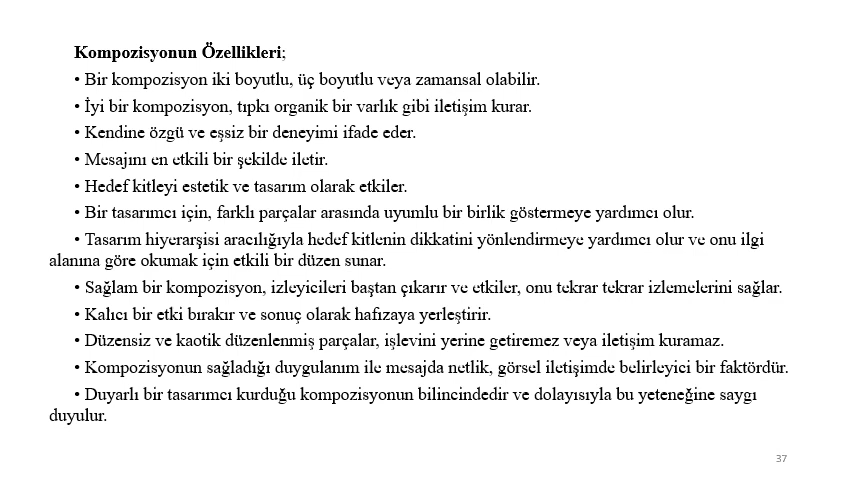 Kompozisyonun Özellikleri;
• Bir kompozisyon iki boyutlu, üç boyutlu veya zamansal olabilir.
• İyi bir kompozisyon, tıpkı organik bir varlık gibi iletişim kurar.
• Kendine özgü ve eşsiz bir deneyimi ifade eder.
• Mesajını en etkili bir şekilde iletir.
• Hedef kitleyi estetik ve tasarım olarak etkiler.
• Bir tasarımcı için, farklı parçalar arasında uyumlu bir birlik göstermeye yardımcı olur.
• Tasarım hiyerarşisi aracılığıyla hedef kitlenin dikkatini yönlendirmeye yardımcı olur ve onu ilgi
alanına göre okumak için etkili bir düzen sunar.
• Sağlam bir kompozisyon, izleyicileri baştan çıkarır ve etkiler, onu tekrar tekrar izlemelerini sağlar.
• Kalıcı bir etki bırakır ve sonuç olarak hafızaya yerleştirir.
• Düzensiz ve kaotik düzenlenmiş parçalar, işlevini yerine getiremez veya iletişim kuramaz.
• Kompozisyonun sağladığı duygulanım ile mesajda netlik, görsel iletişimde belirleyici bir faktördür.
• Duyarlı bir tasarımcı kurduğu kompozisyonun bilincindedir ve dolayısıyla bu yeteneğine saygı
duyulur.
37